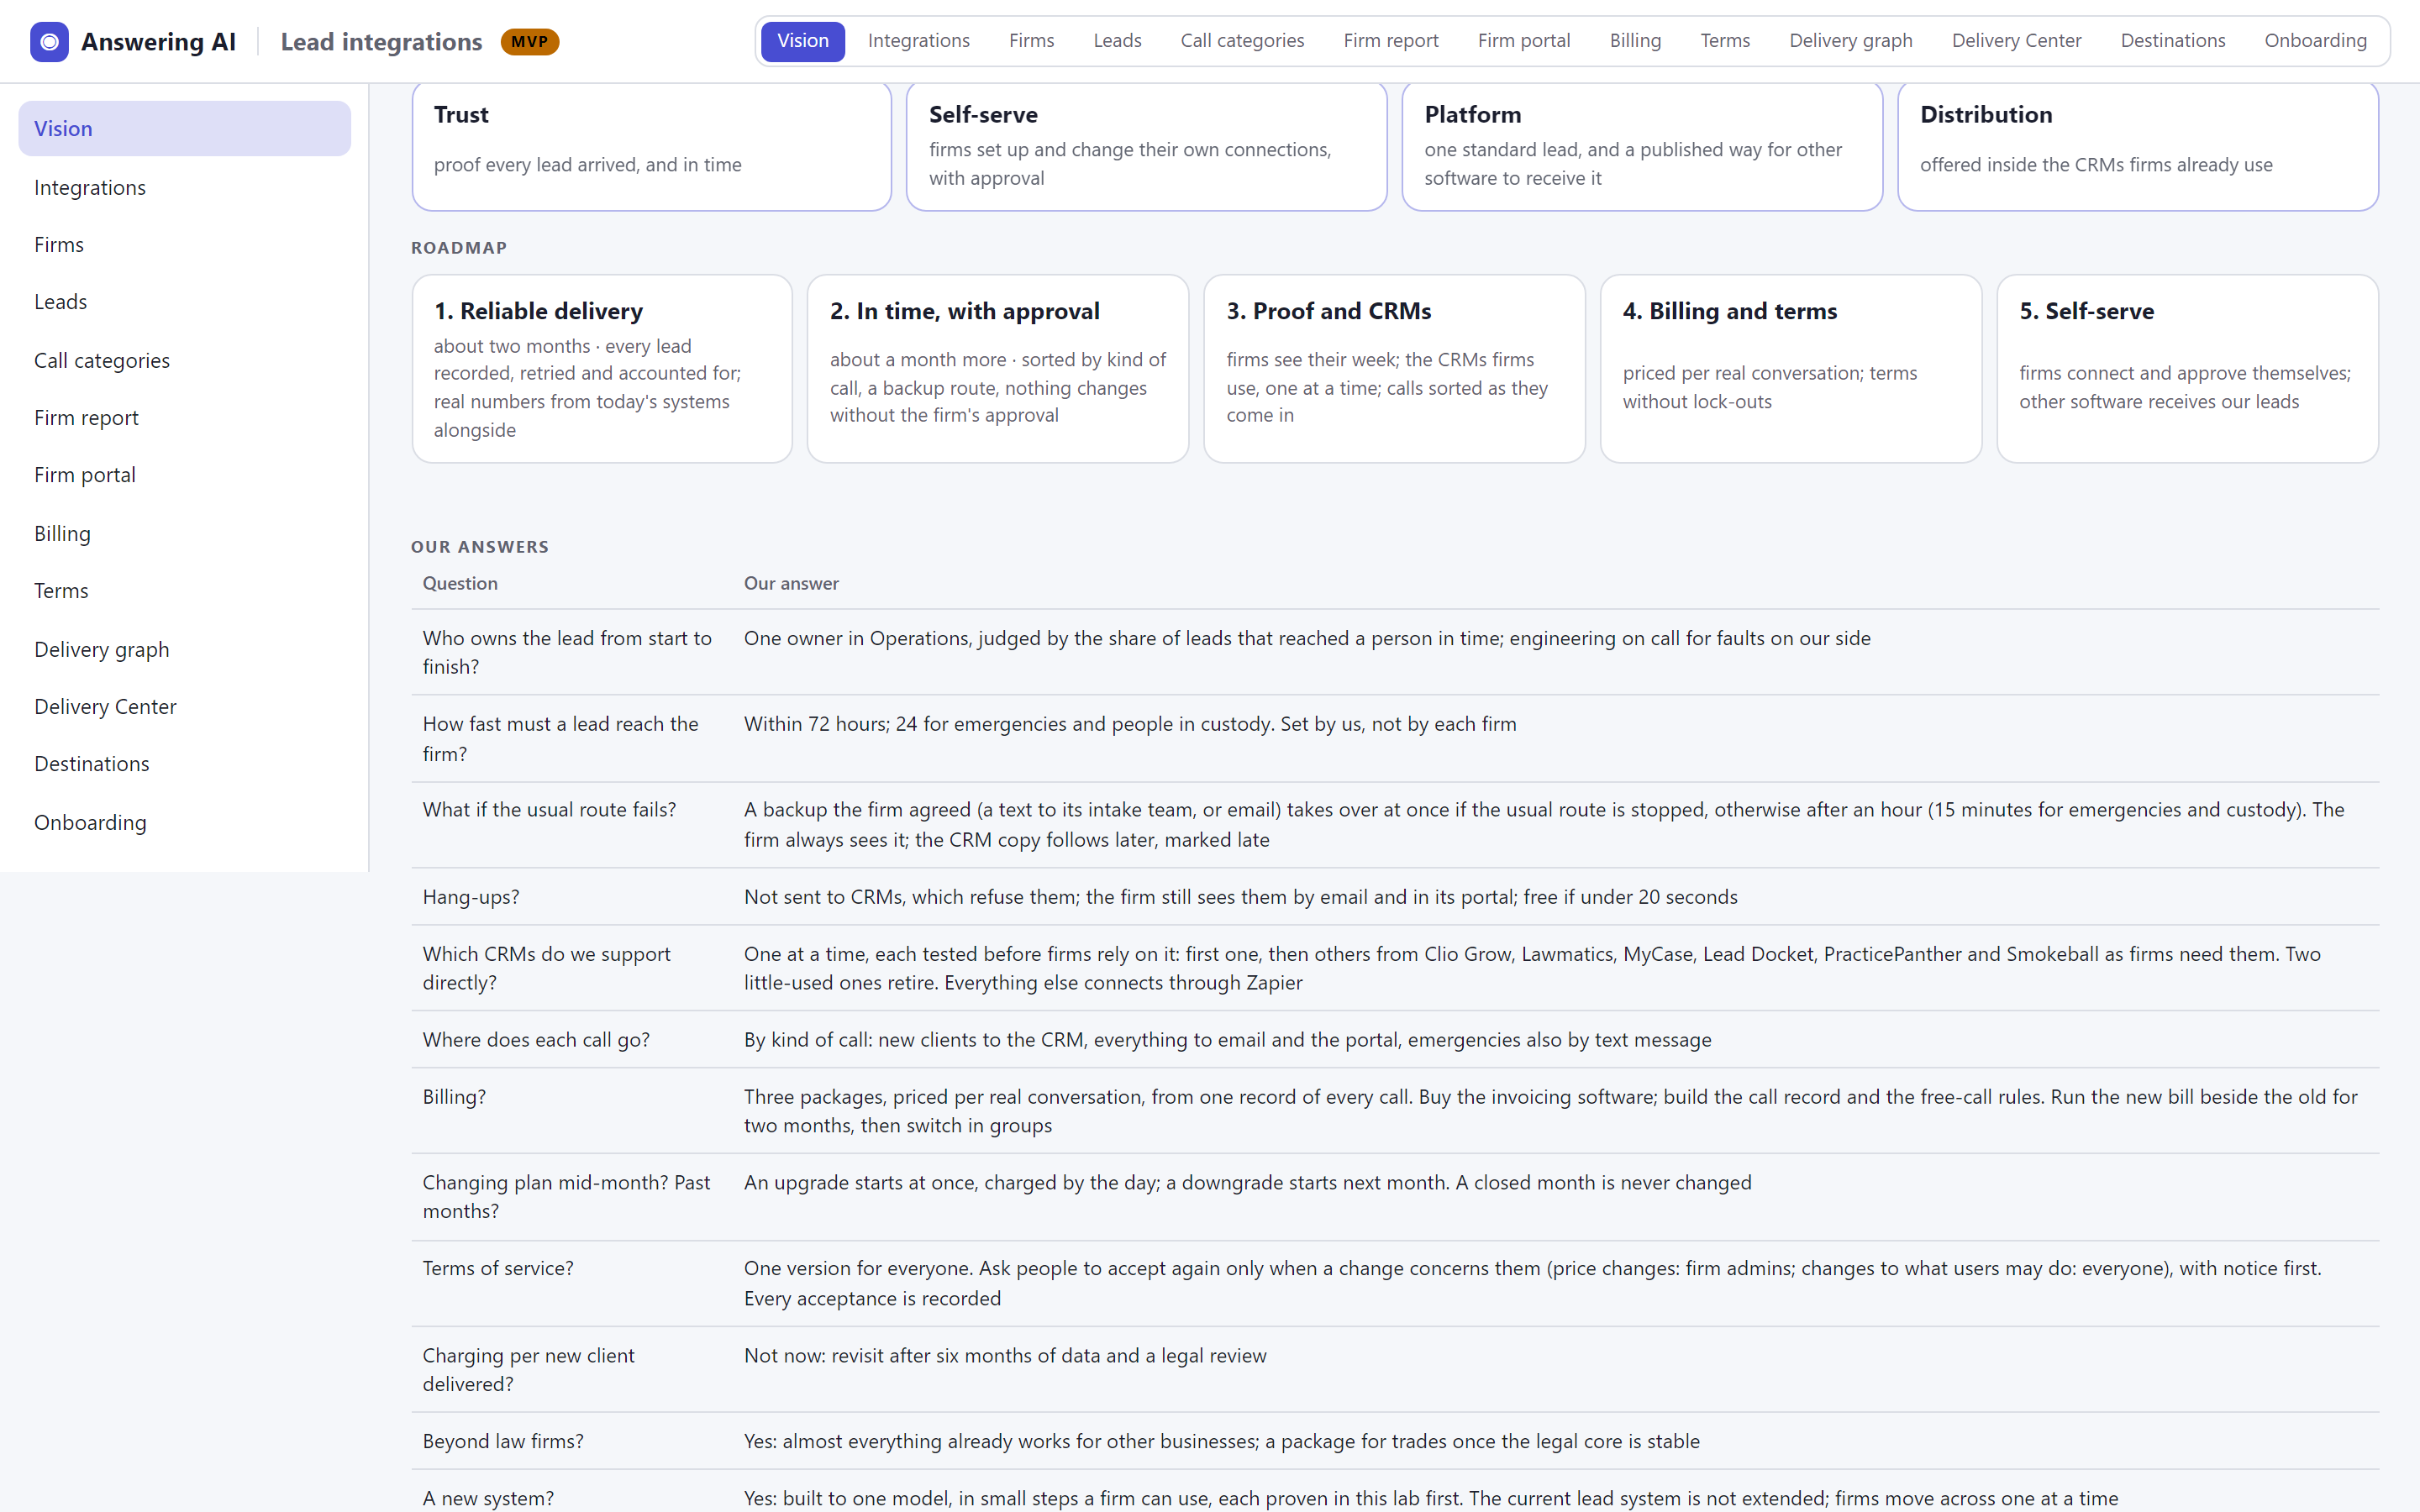 Answering AI
Lead integrations
MVP
Vision
Integrations
Firms
Leads
Call categories
Firm report
Firm portal
Billing
Terms
Delivery graph
Delivery Center
Destinations
Onboarding
Vision
Integrations
Firms
Leads
Call categories
Firm report
Firm portal
Billing
Terms
Delivery graph
Delivery Center
Destinations
Onboarding
Trust
proof every lead arrived, and in time
Self-serve
firms set up and change their own connections,
with approval
Platform
one standard lead, and a published way for other
software to receive it
Distribution
offered inside the CRMs firms already use
ROADMAP
1. Reliable delivery
about two months · every lead
recorded, retried and accounted for;
real numbers from today's systems
alongside
2. In time, with approval
about a month more · sorted by kind of
call, a backup route, nothing changes
without the firm's approval
3. Proof and CRMs
firms see their week; the CRMs firms
use, one at a time; calls sorted as they
come in
4. Billing and terms
priced per real conversation; terms
without lock-outs
5. Self-serve
firms connect and approve themselves;
other software receives our leads
OUR ANSWERS
Question
Our answer
Who owns the lead from start to
finish?
One owner in Operations, judged by the share of leads that reached a person in time; engineering on call for faults on our side
How fast must a lead reach the
firm?
Within 72 hours; 24 for emergencies and people in custody. Set by us, not by each firm
What if the usual route fails?
A backup the firm agreed (a text to its intake team, or email) takes over at once if the usual route is stopped, otherwise after an hour (15 minutes for emergencies and custody). The
firm always sees it; the CRM copy follows later, marked late
Hang-ups?
Not sent to CRMs, which refuse them; the firm still sees them by email and in its portal; free if under 20 seconds
Which CRMs do we support
directly?
One at a time, each tested before firms rely on it: first one, then others from Clio Grow, Lawmatics, MyCase, Lead Docket, PracticePanther and Smokeball as firms need them. Two
little-used ones retire. Everything else connects through Zapier
Where does each call go?
By kind of call: new clients to the CRM, everything to email and the portal, emergencies also by text message
Billing?
Three packages, priced per real conversation, from one record of every call. Buy the invoicing software; build the call record and the free-call rules. Run the new bill beside the old for
two months, then switch in groups
Changing plan mid-month? Past
months?
An upgrade starts at once, charged by the day; a downgrade starts next month. A closed month is never changed
Terms of service?
One version for everyone. Ask people to accept again only when a change concerns them (price changes: firm admins; changes to what users may do: everyone), with notice first.
Every acceptance is recorded
Charging per new client
delivered?
Not now: revisit after six months of data and a legal review
Beyond law firms?
Yes: almost everything already works for other businesses; a package for trades once the legal core is stable
A new system?
Yes: built to one model, in small steps a firm can use, each proven in this lab first. The current lead system is not extended; firms move across one at a time